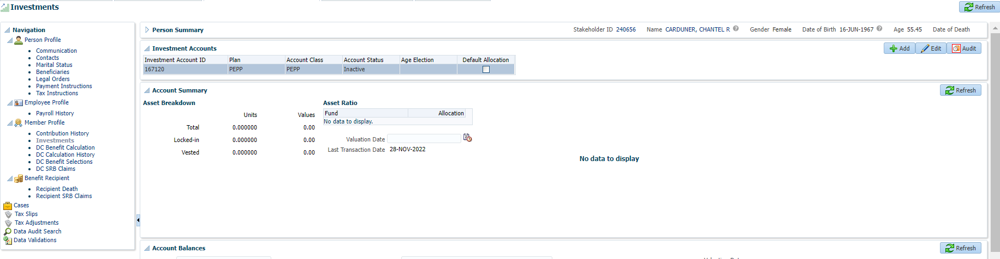 Investments
Refresh
Navigation
Person Profile
Communication
Contacts
Marital Status
Beneficiaries
Legal Orders
Payment Instructions
Tax Instructions
Employee Profile
Payroll History
Member Profile
Contribution History
Investments
DC Benefit Calculation
DC Calculation History
DC Benefit Selections
DC SRB Claims
Benefit Recipient
Recipient Death
Recipient SRB Claims
Cases
Tax Slips
Tax Adjustments
Data Audit Search
Data Validations
Person Summary Stakeholder ID 240656 Name CARDUNER, CHANTEL R Gender Female Date of Birth 16-JUN-1967 Age 55.45 Date of Death
Investment Accounts Add Edit Audit
Investment Account ID Plan Account Class Account Status Age Election Default Allocation
167120 PEPP PEPP Inactive
Account Summary Refresh
Asset Breakdown
Units Values
Total 0.000000 0.00
Locked-in 0.000000 0.00
Vested 0.000000 0.00
Asset Ratio
Fund Allocation
No data to display.
Valuation Date
Last Transaction Date 28-NOV-2022
No data to display
Account Balances Refresh